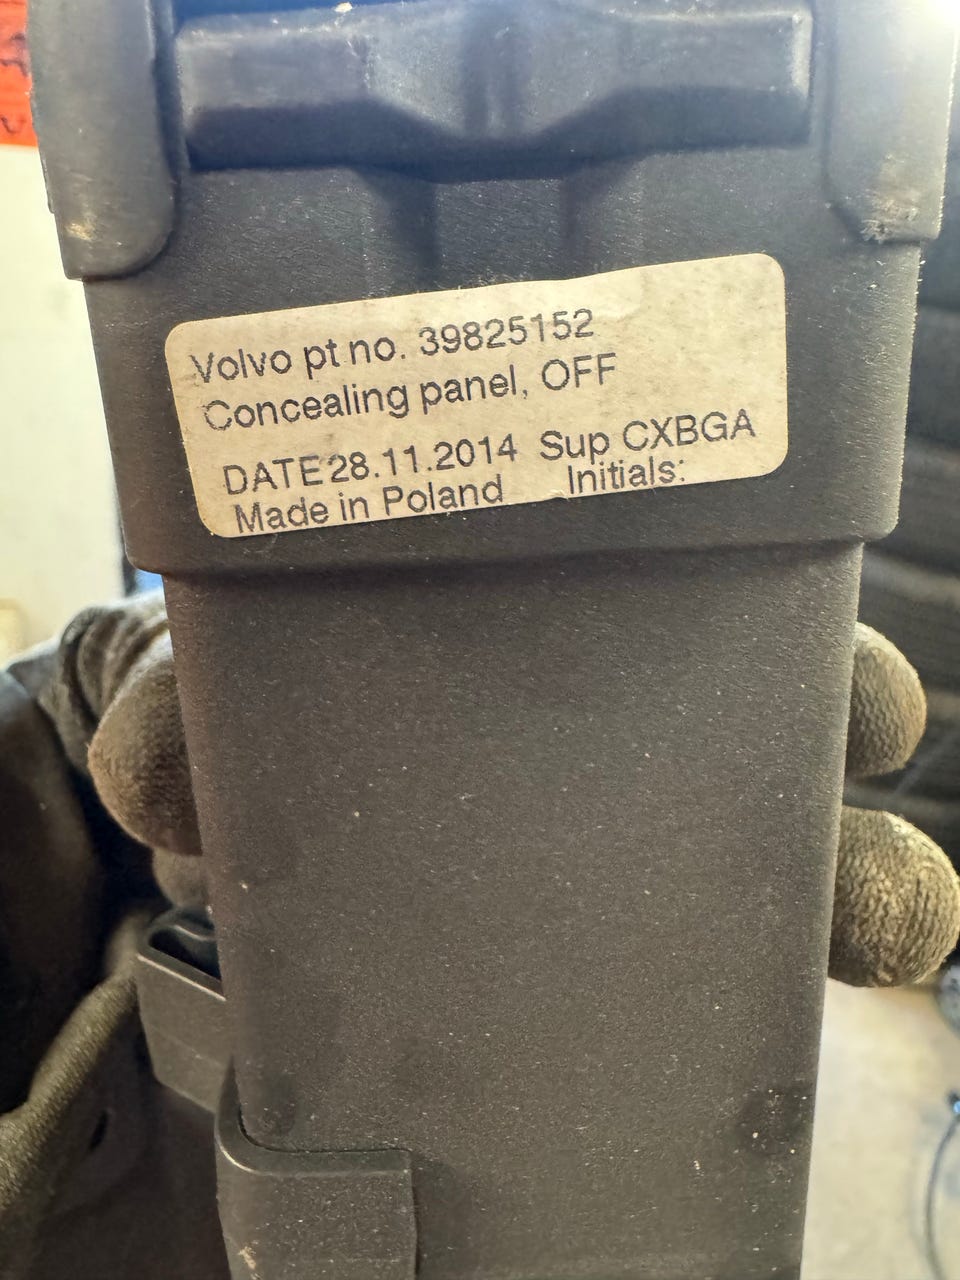 Volvo pt no. 39825152
Concealing panel, OFF
DATE 28.11.2014 Sup CXBGA
Made in Poland Initials: